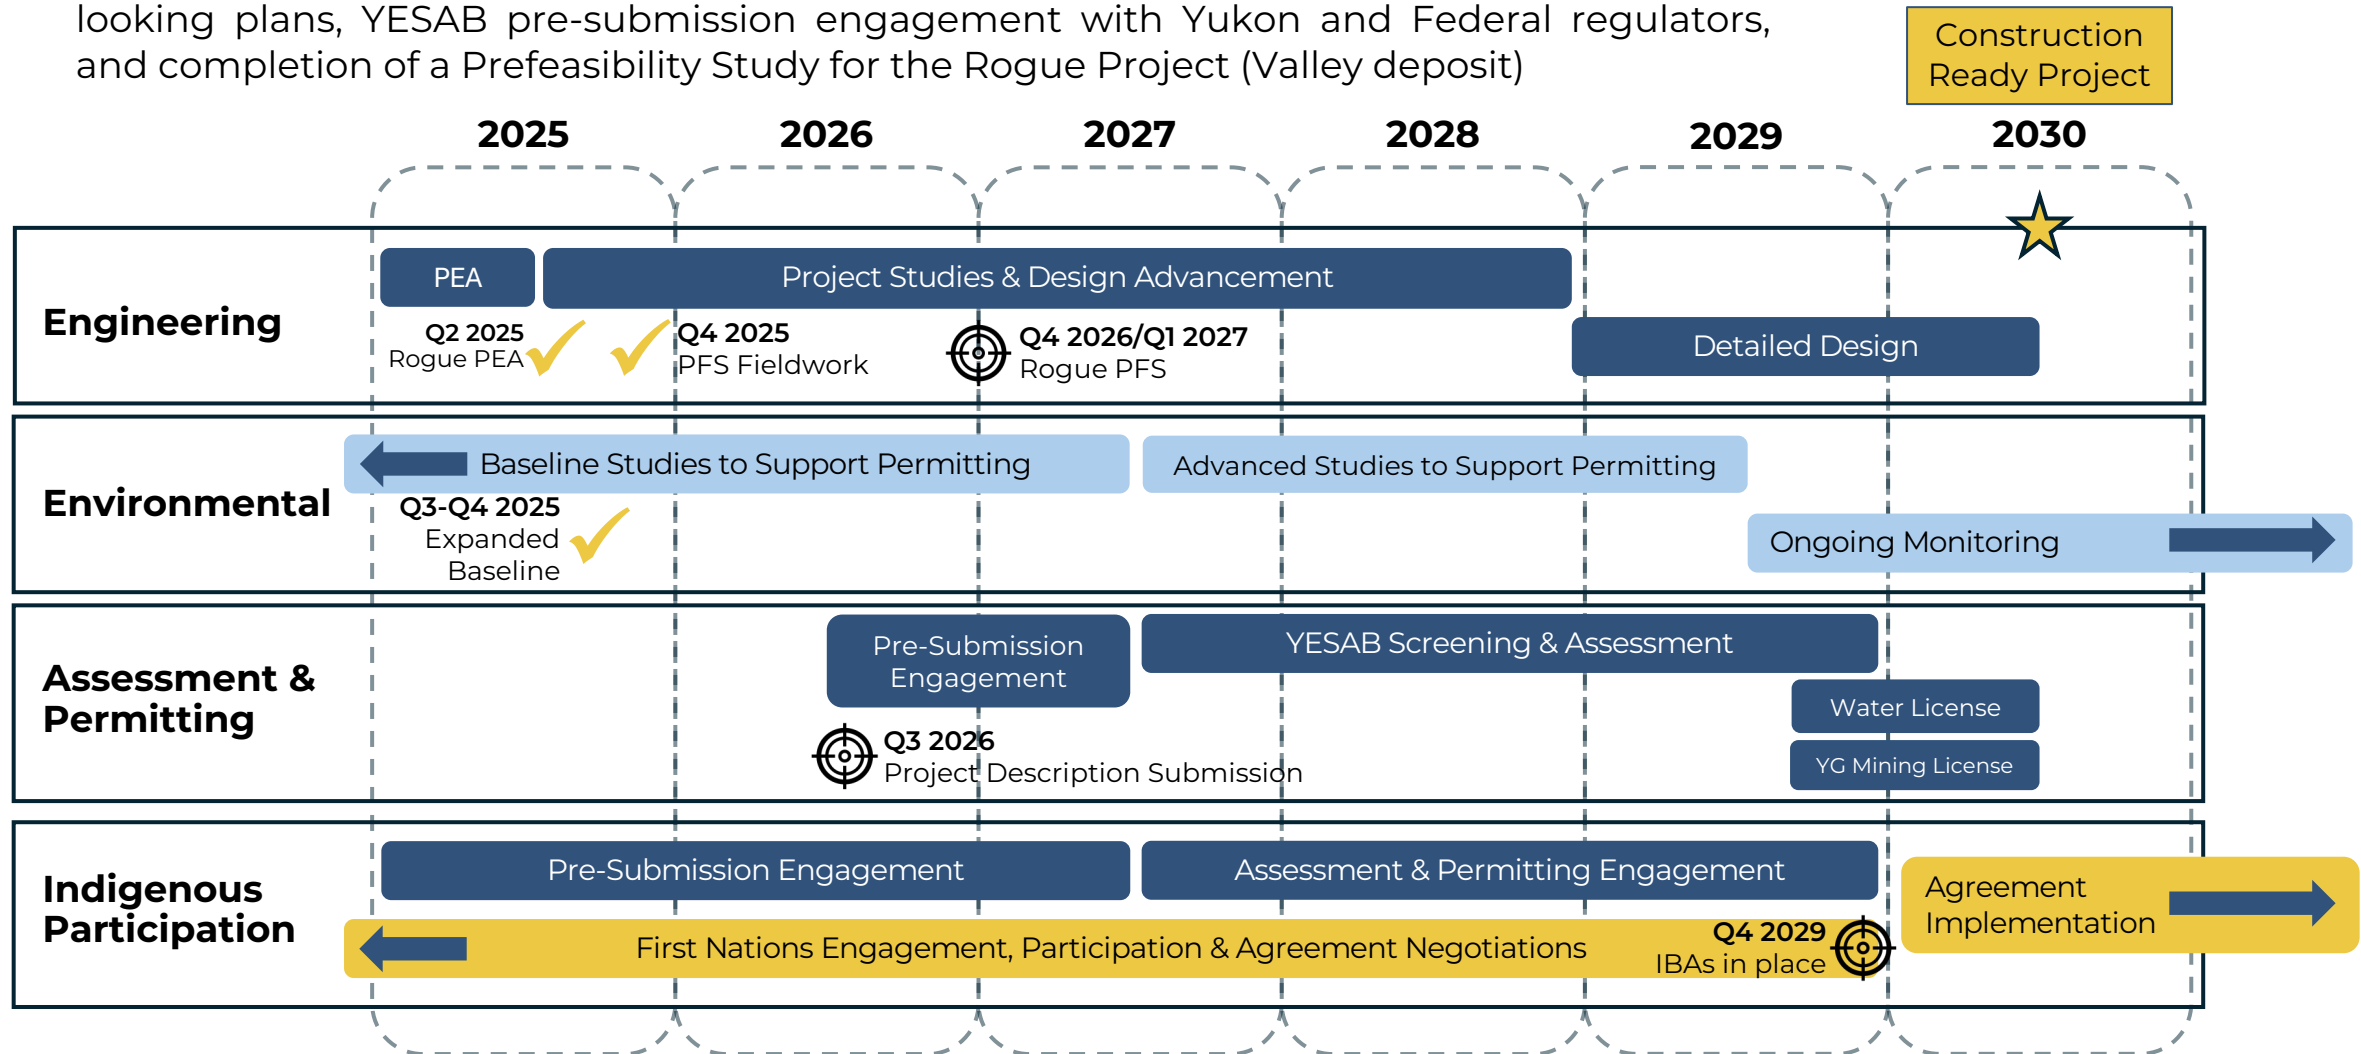 looking plans, YESAB pre-submission engagement with Yukon and Federal regulators,
and completion of a Prefeasibility Study for the Rogue Project (Valley deposit)
Construction
Ready Project
2025
2026
2027
2028
2029
2030
Engineering
PEA
Project Studies & Design Advancement
Q2 2025
Rogue PEA
Q4 2025
PFS Fieldwork
Q4 2026/Q1 2027
Rogue PFS
Detailed Design
Environmental
Baseline Studies to Support Permitting
Advanced Studies to Support Permitting
Q3-Q4 2025
Expanded
Baseline
Ongoing Monitoring
Assessment &
Permitting
Pre-Submission
Engagement
YESAB Screening & Assessment
Water License
YG Mining License
Q3 2026
Project Description Submission
Indigenous
Participation
Pre-Submission Engagement
Assessment & Permitting Engagement
Agreement
Implementation
First Nations Engagement, Participation & Agreement Negotiations
Q4 2029
IBAs in place